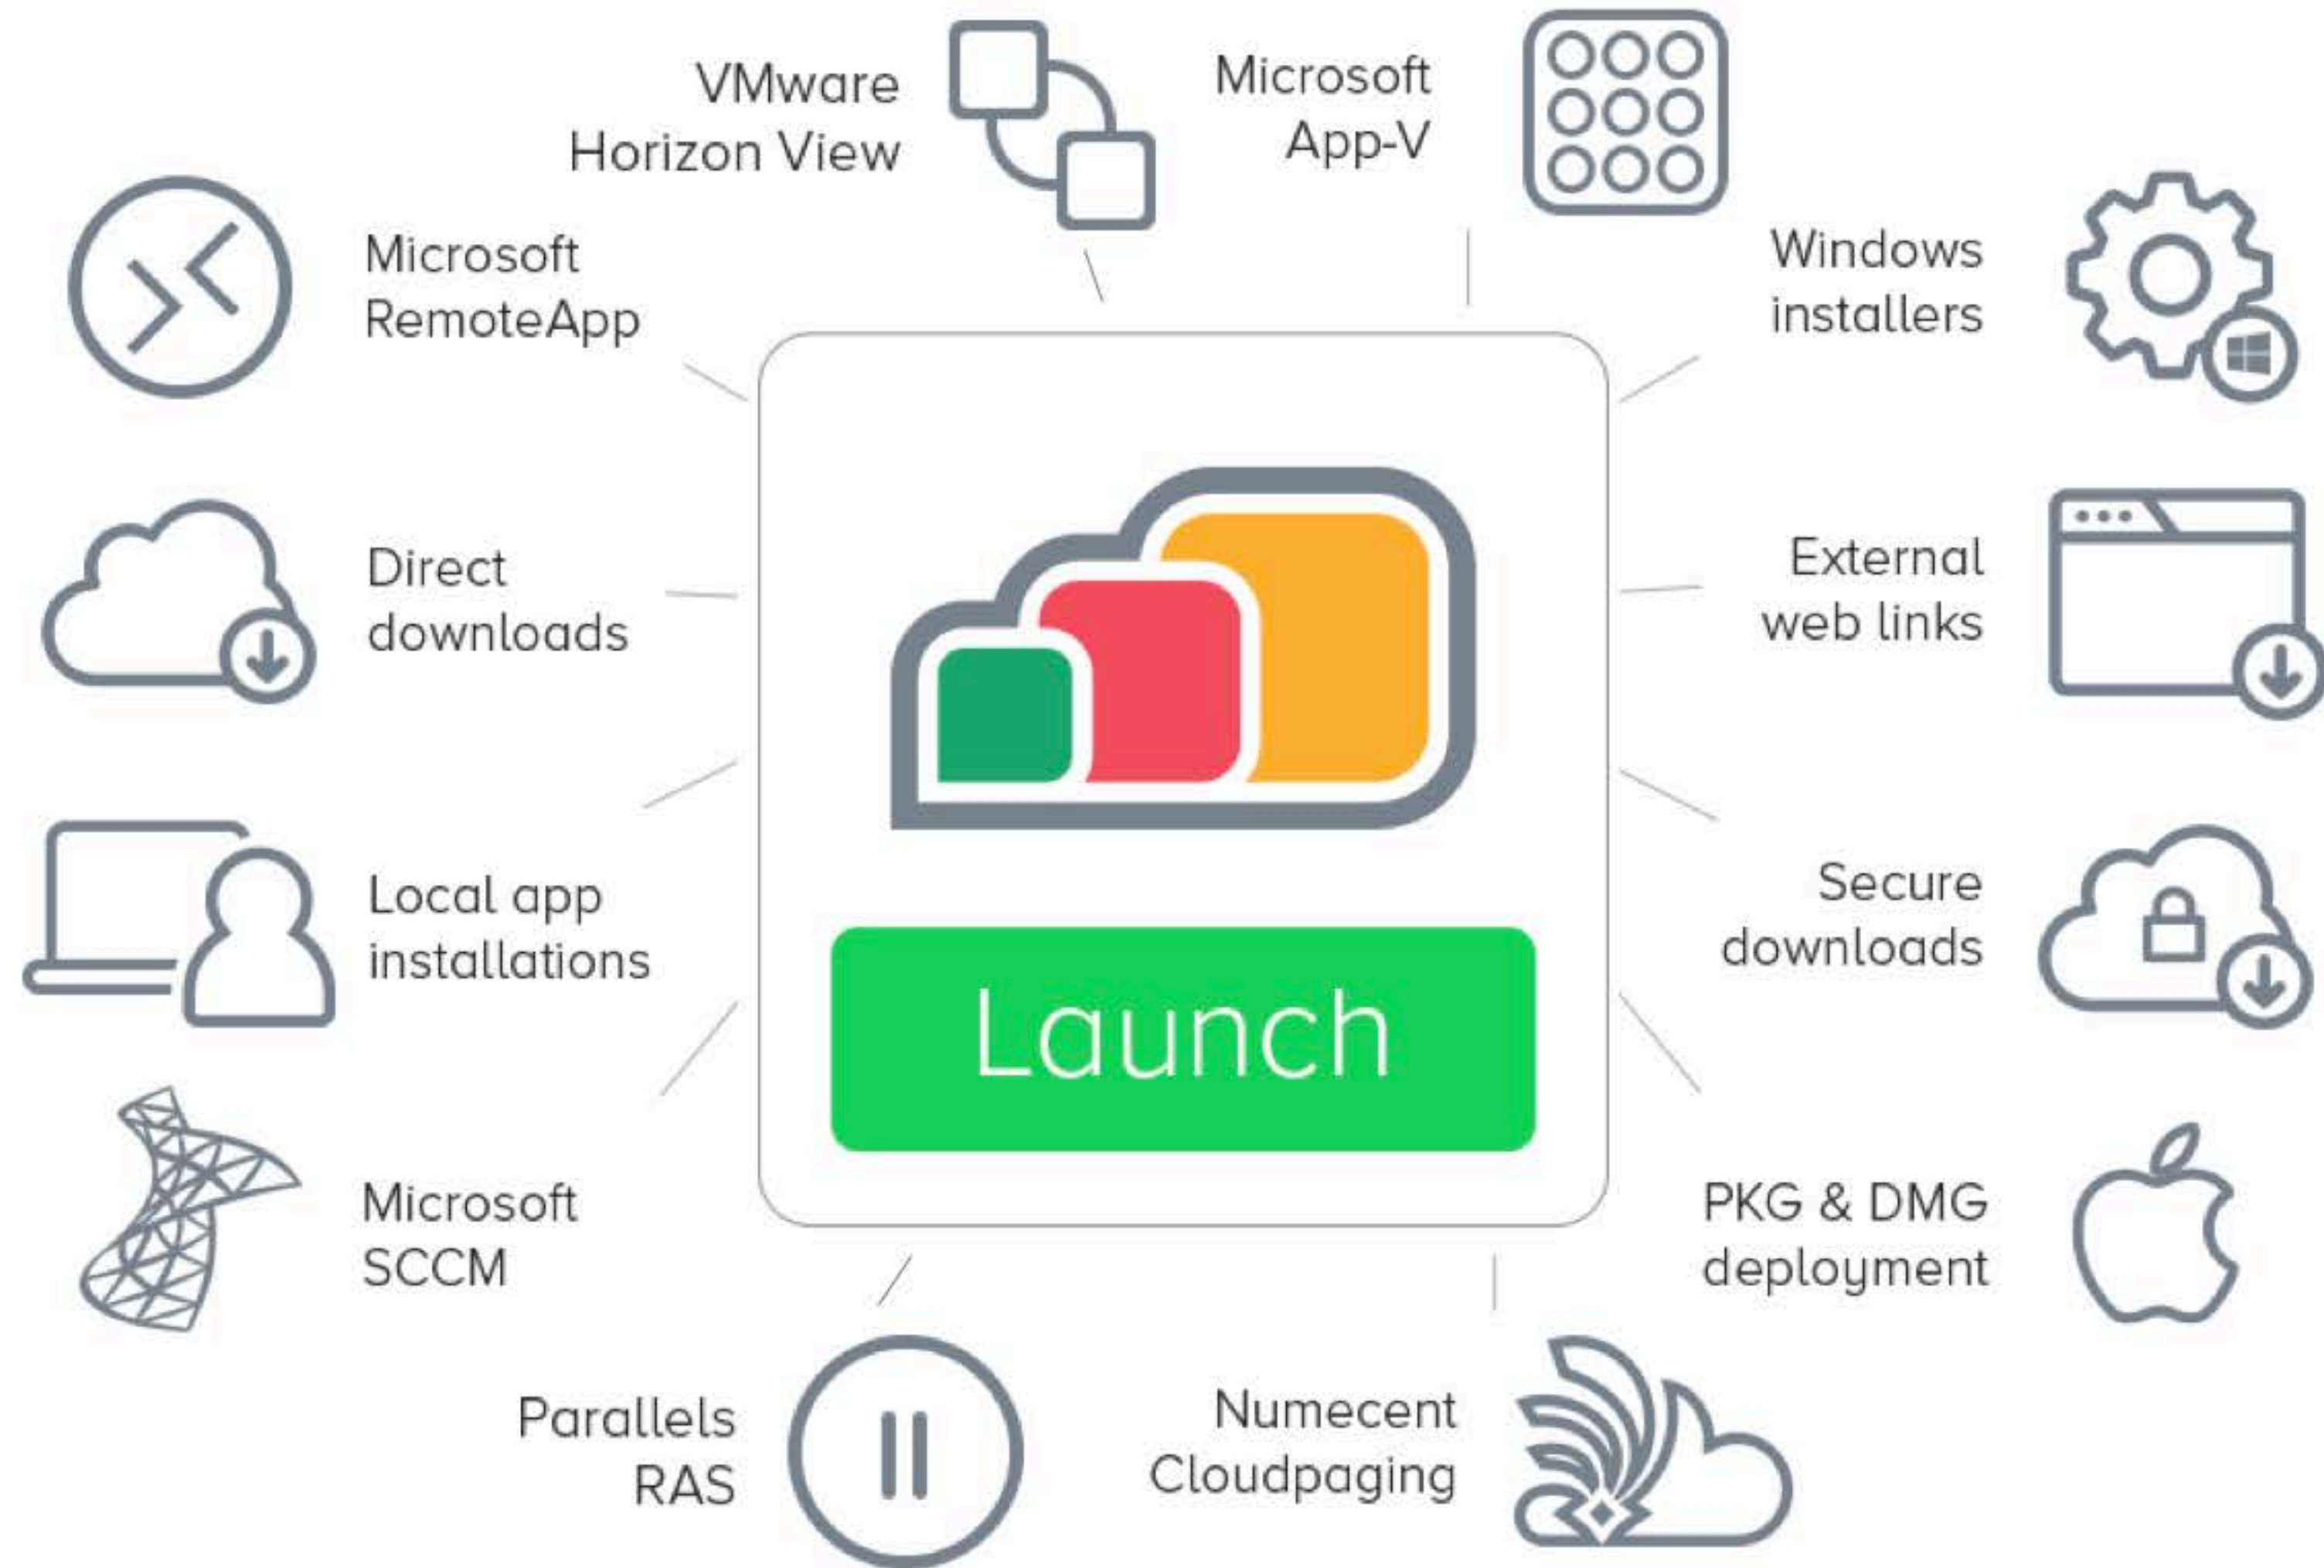 VMware
Horizon View
Microsoft
App-V
Microsoft
RemoteApp
Windows
installers
Direct
downloads
External
web links
Local app
installations
Secure
downloads
Launch
Microsoft
SCCM
PKG & DMG
deployment
Parallels
RAS
Numecent
Cloudpaging